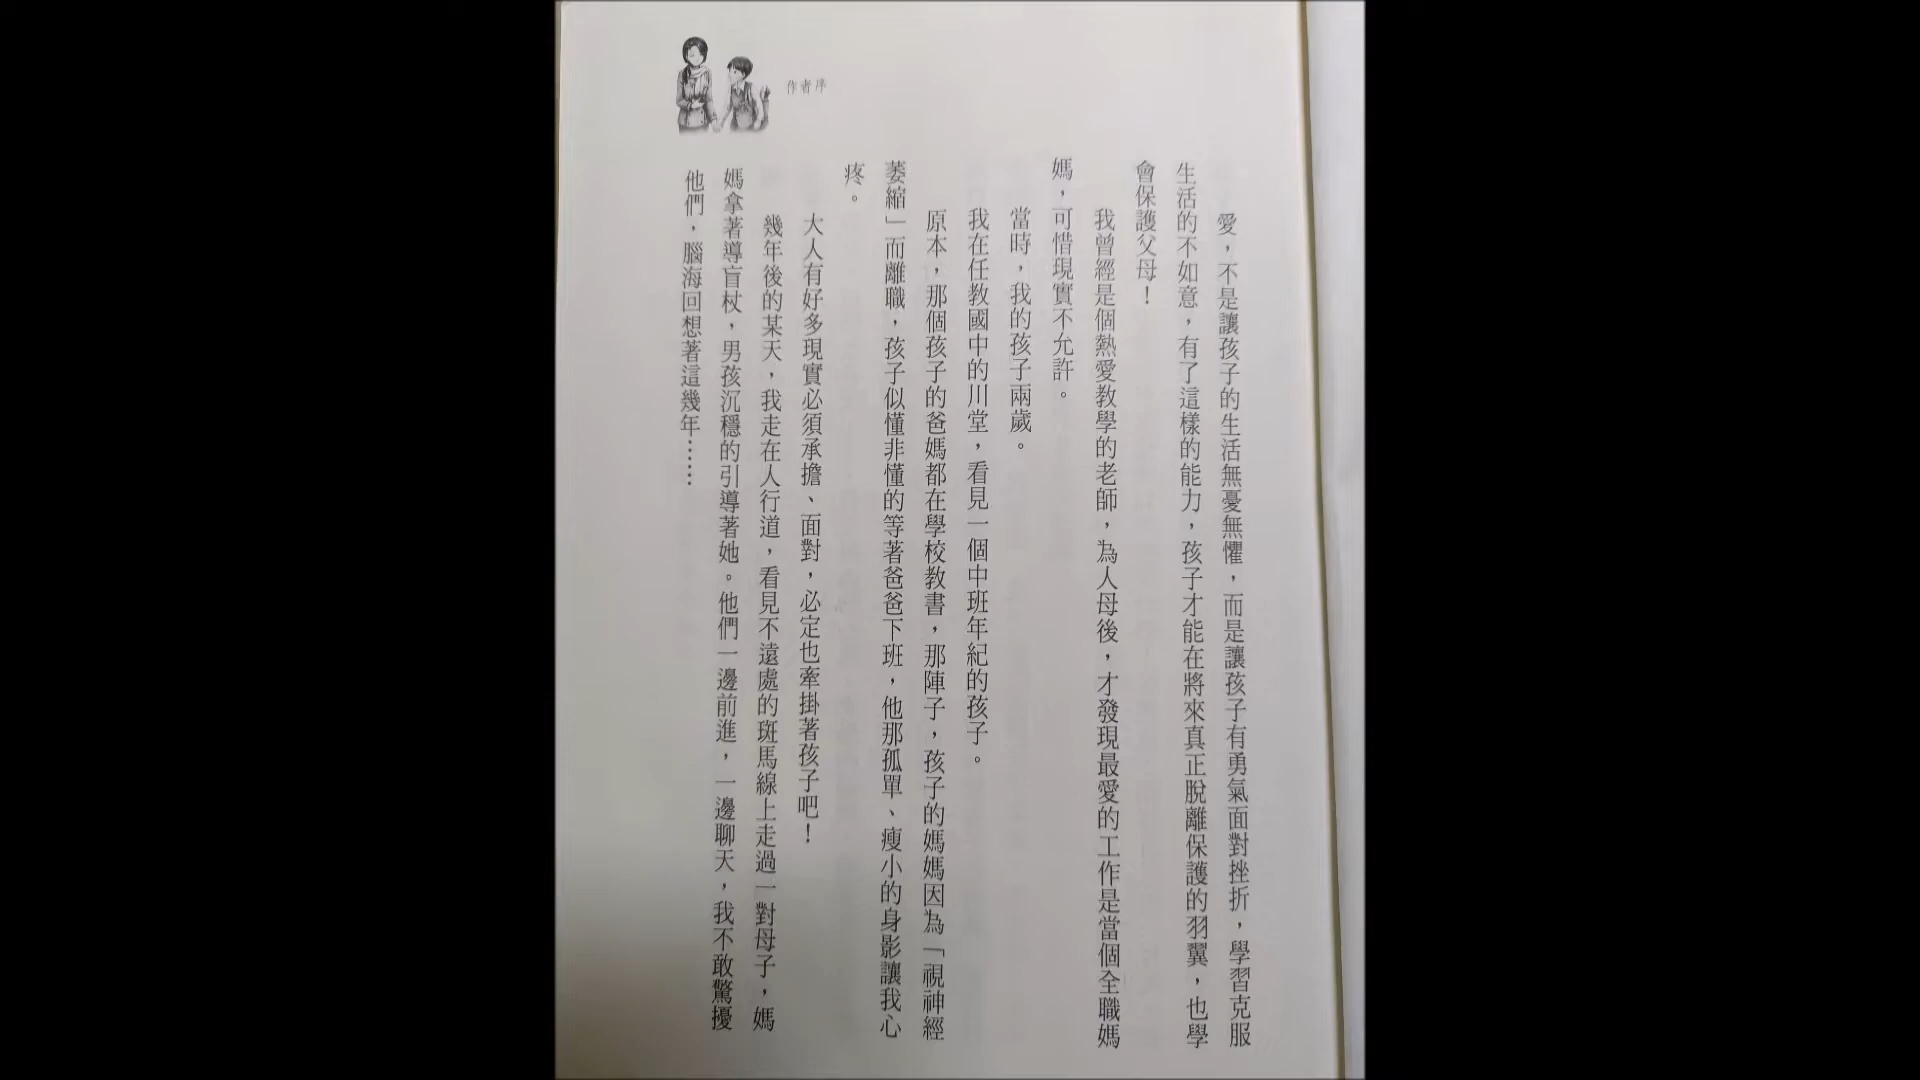 作者序
愛，不是讓孩子的生活無憂無懼，而是讓孩子有勇氣面對挫折，學習克服
生活的不如意，有了這樣的能力，孩子才能在將來真正脫離保護的羽翼，也學
會保護父母！
我曾經是個熱愛教學的老師，為人母後，才發現最愛的工作是當個全職媽
媽，可惜現實不允許。
當時，我的孩子兩歲。
我在任教國中的川堂，看見一個中班年紀的孩子。
原本，那個孩子的爸媽都在學校教書，那陣子，孩子的媽媽因為「視神經
萎縮」而離職，孩子似懂非懂的等著爸爸下班，他那孤單、瘦小的身影讓我心
疼。
大人有好多現實必須承擔、面對，必定也牽掛著孩子吧！
幾年後的某天，我走在人行道，看見不遠處的斑馬線上走過一對母子，媽
媽拿著導盲杖，男孩沉穩的引導著她。他們一邊前進，一邊聊天，我不敢驚擾
他們，腦海回想著這幾年……